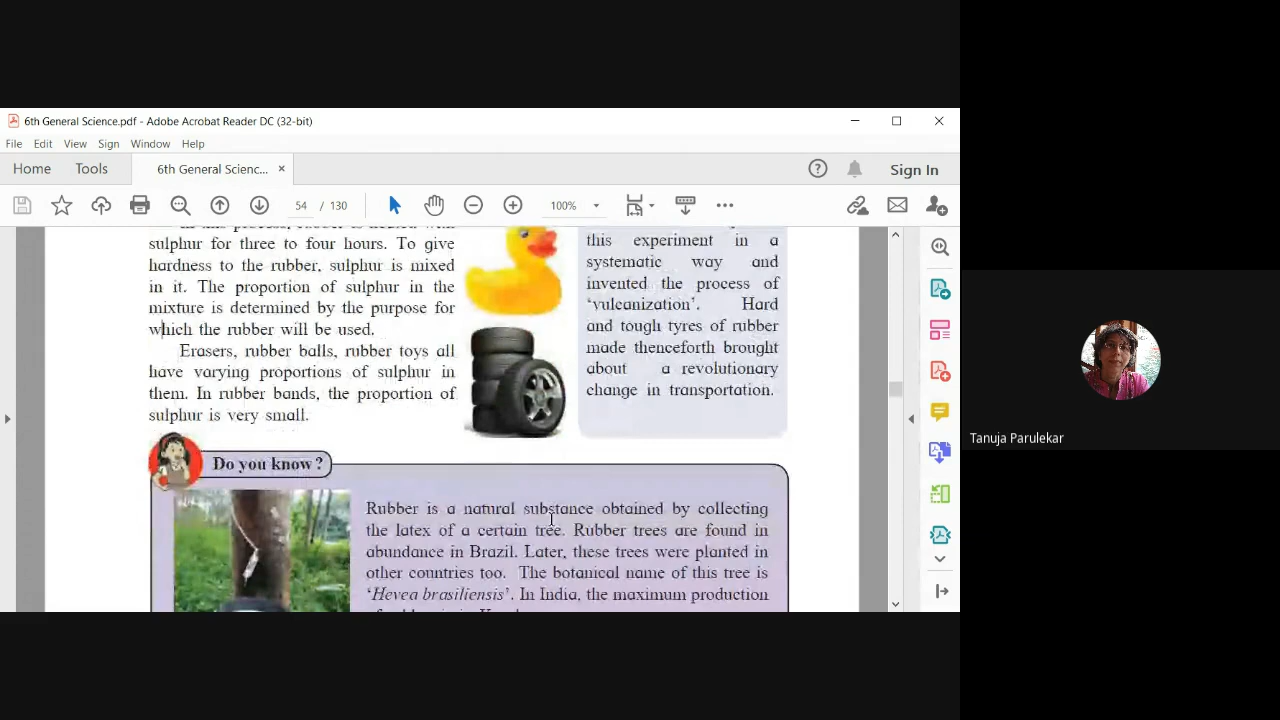 6th General Science.pdf - Adobe Acrobat Reader DC (32-bit)
File Edit View Sign Window Help
Home Tools 6th General Scienc... × Sign In
54 / 130 100%
sulphur for three to four hours. To give
hardness to the rubber, sulphur is mixed
in it. The proportion of sulphur in the
mixture is determined by the purpose for
which the rubber will be used.
Erasers, rubber balls, rubber toys all
have varying proportions of sulphur in
them. In rubber bands, the proportion of
sulphur is very small.
this experiment in a
systematic way and
invented the process of
‘vulcanization’. Hard
and tough tyres of rubber
made thenceforth brought
about a revolutionary
change in transportation.
Do you know ?
Rubber is a natural substance obtained by collecting
the latex of a certain tree. Rubber trees are found in
abundance in Brazil. Later, these trees were planted in
other countries too. The botanical name of this tree is
‘Hevea brasiliensis’. In India, the maximum production
Tanuja Parulekar